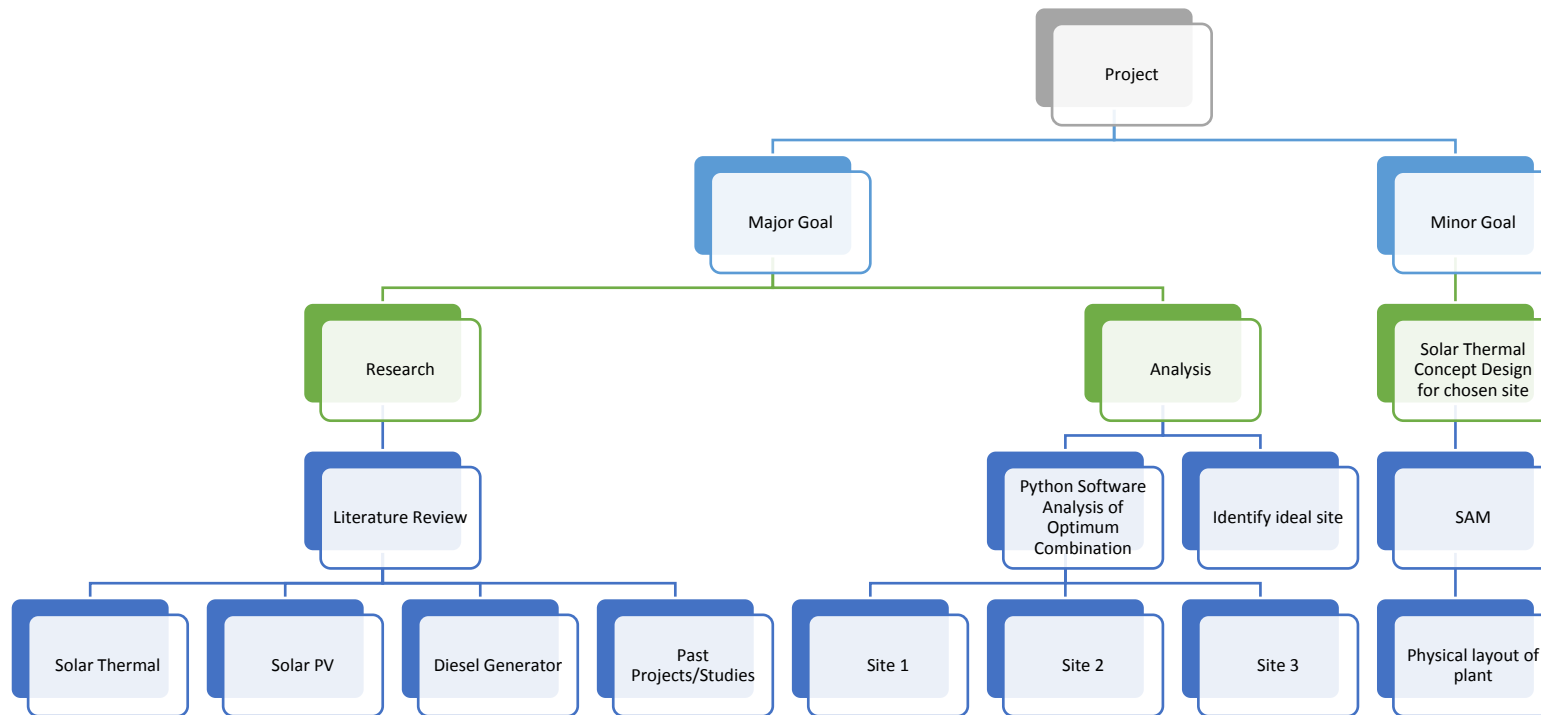 Project
Major Goal
Minor Goal
Research
Analysis
Solar Thermal
Concept Design
for chosen site
Literature Review
Python Software
Analysis of
Optimum
Combination
Identify ideal site
SAM
Solar Thermal
Solar PV
Diesel Generator
Past
Projects/Studies
Site 1
Site 2
Site 3
Physical layout of
plant